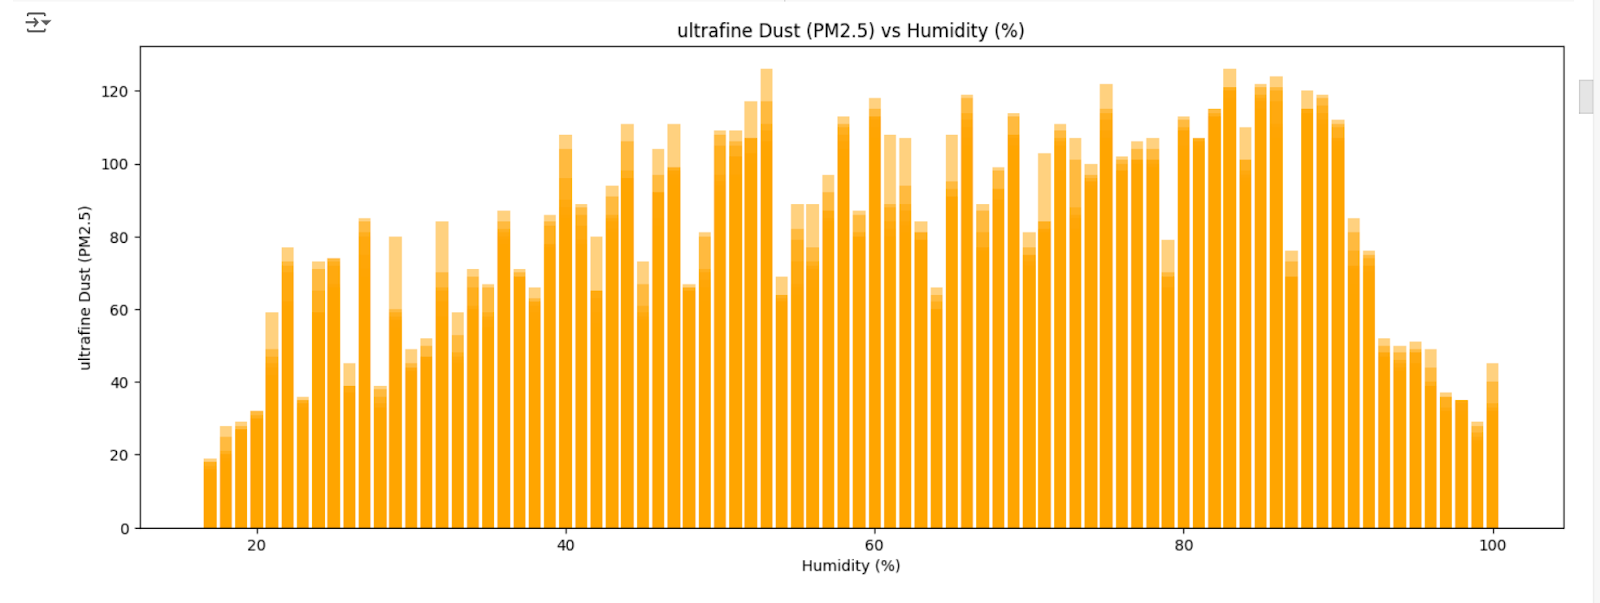 ultrafine Dust (PM2.5) vs Humidity (%)
ultrafine Dust (PM2.5)
120
100
80
60
40
20
0
20 40 60 80 100
Humidity (%)